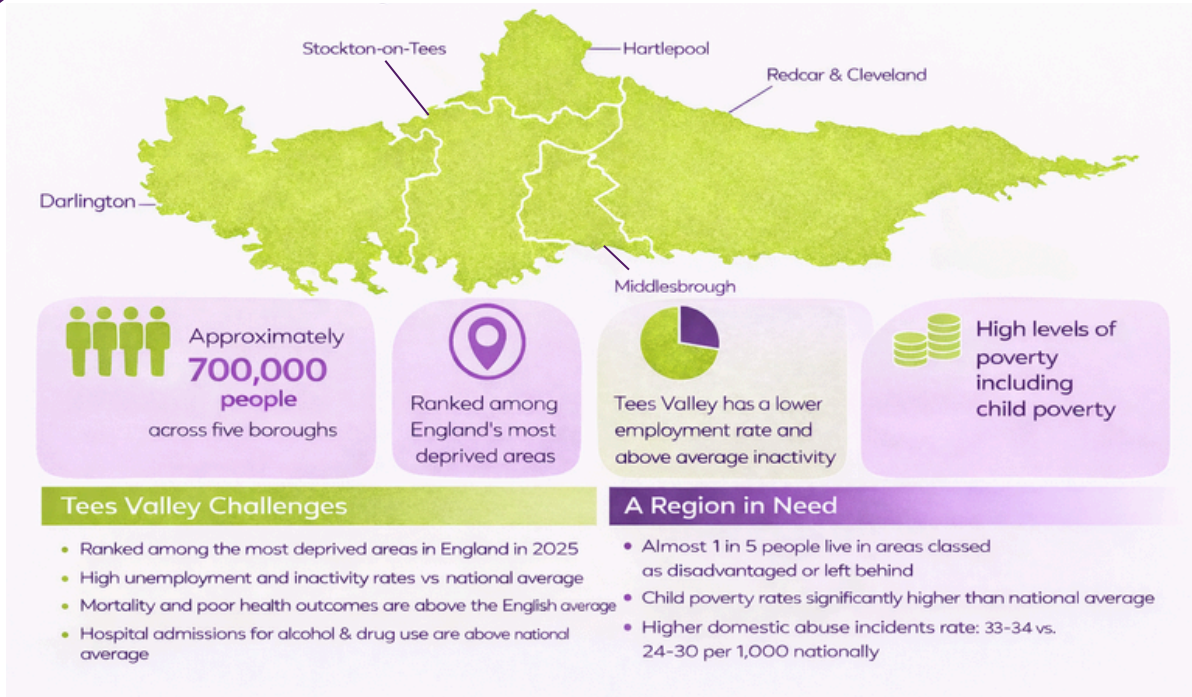 Stockton-on-Tees
Hartlepool
Redcar & Cleveland
Darlington
Middlesbrough
Approximately
700,000
people
across five boroughs
Ranked among
England's most
deprived areas
Tees Valley has a lower
employment rate and
above average inactivity
High levels of
poverty
including
child poverty
Tees Valley Challenges
Ranked among the most deprived areas in England in 2025
High unemployment and inactivity rates vs national average
Mortality and poor health outcomes are above the English average
Hospital admissions for alcohol & drug use are above national
average
A Region in Need
Almost 1 in 5 people live in areas classed
as disadvantaged or left behind
Child poverty rates significantly higher than national average
Higher domestic abuse incidents rate: 33-34 vs.
24-30 per 1,000 nationally